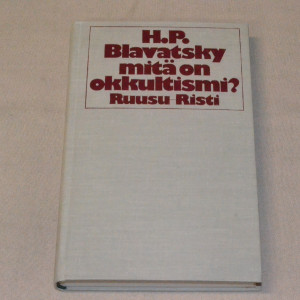 H.P.
Blavatsky
mitä on
okkultismi?
Ruusu-Risti